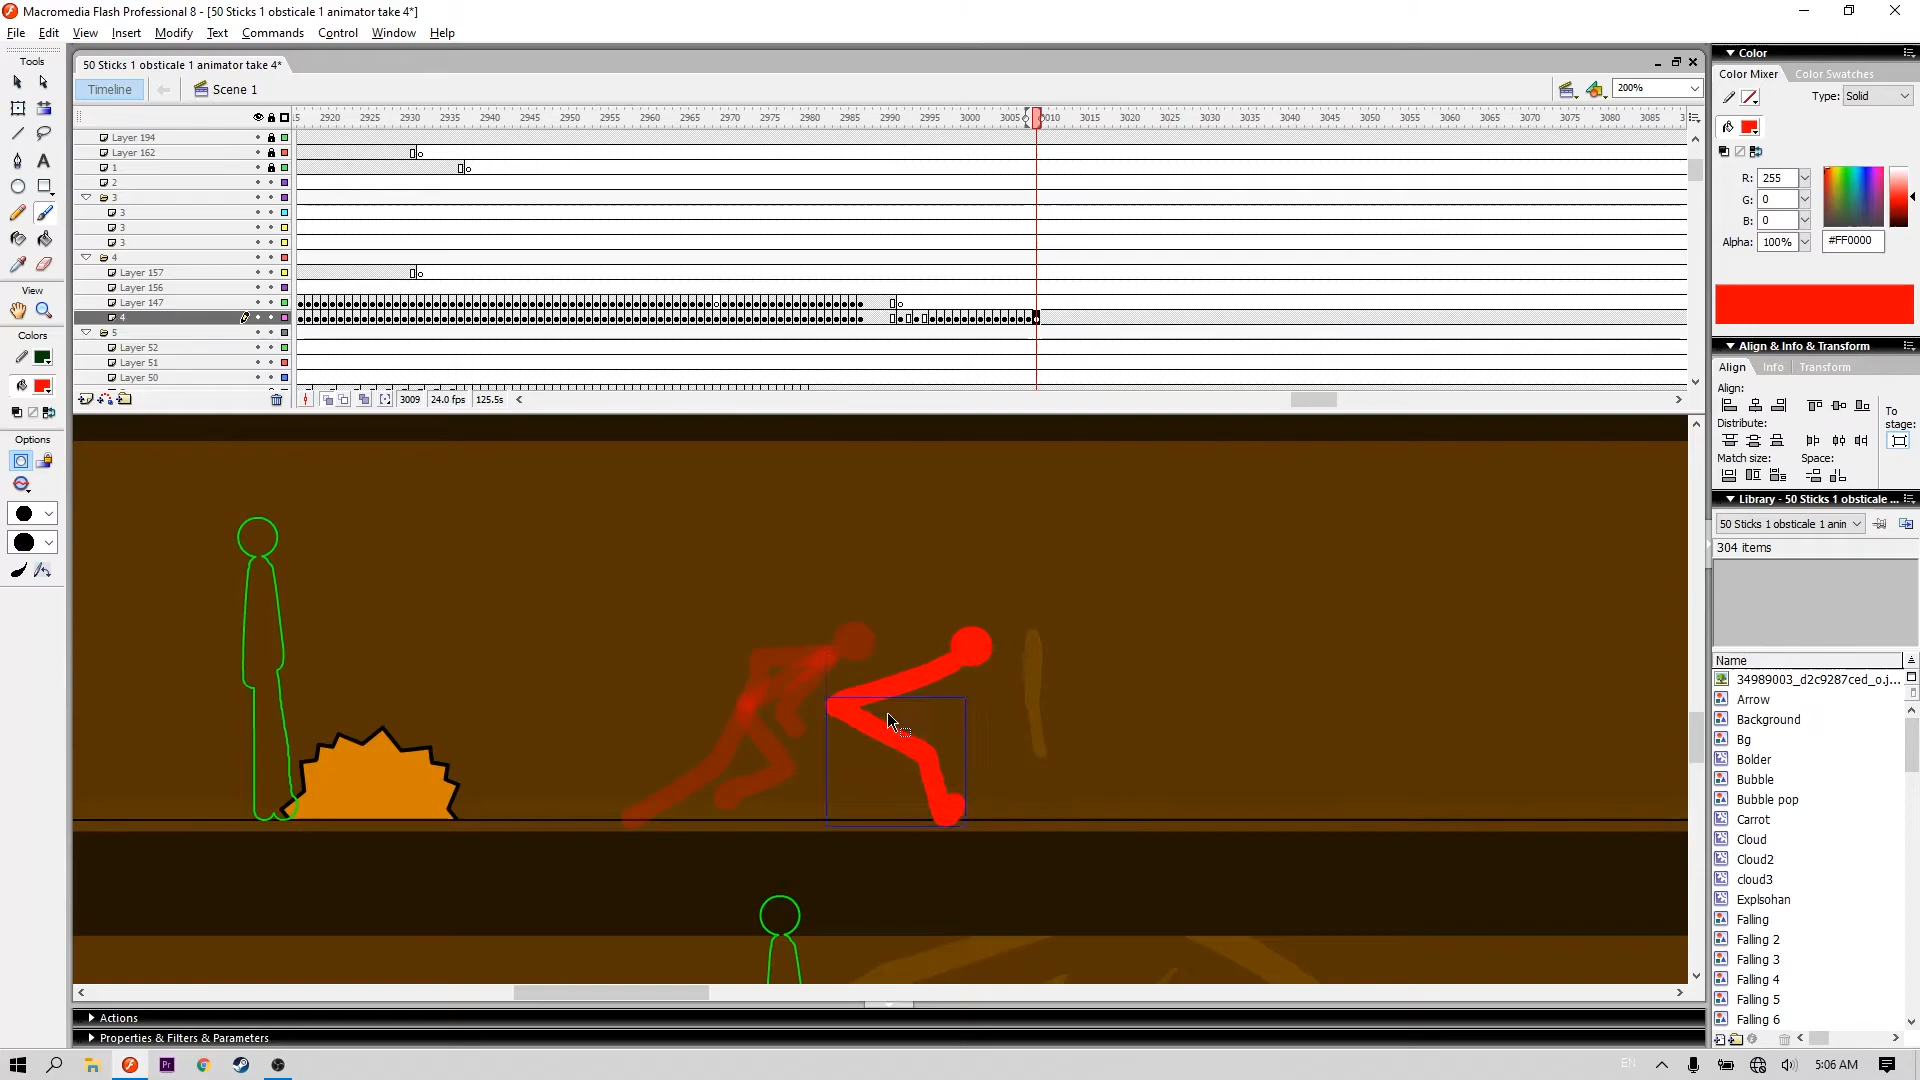 Macromedia Flash Professional 8 - [50 Sticks 1 obsticale 1 animator take 4*]
File Edit View Insert Modify Text Commands Control Window Help
Tools
View
Colors
Options
50 Sticks 1 obsticale 1 animator take 4*
Timeline
Scene 1
200%
2920 2925 2930 2935 2940 2945 2950 2955 2960 2965 2970 2975 2980 2985 2990 2995 3000 3005 3010 3015 3020 3025 3030 3035 3040 3045 3050 3055 3060 3065 3070 3075 3080 3085
Layer 194
Layer 162
1
2
3
3
3
3
4
Layer 157
Layer 156
Layer 147
4
5
Layer 52
Layer 51
Layer 50
3009 24.0 fps 125.5s
Actions
Properties & Filters & Parameters
Color
Color Mixer Color Swatches
Type: Solid
R: 255
G: 0
B: 0
Alpha: 100% #FF0000
Align & Info & Transform
Align Info Transform
Align:
To stage:
Distribute:
Match size: Space:
Library - 50 Sticks 1 obsticale ...
50 Sticks 1 obsticale 1 anin
304 items
Name
34989003_d2c9287ced_o.j...
Arrow
Background
Bg
Bolder
Bubble
Bubble pop
Carrot
Cloud
Cloud2
cloud3
Explsohan
Falling
Falling 2
Falling 3
Falling 4
Falling 5
Falling 6
Pr
EN
5:06 AM